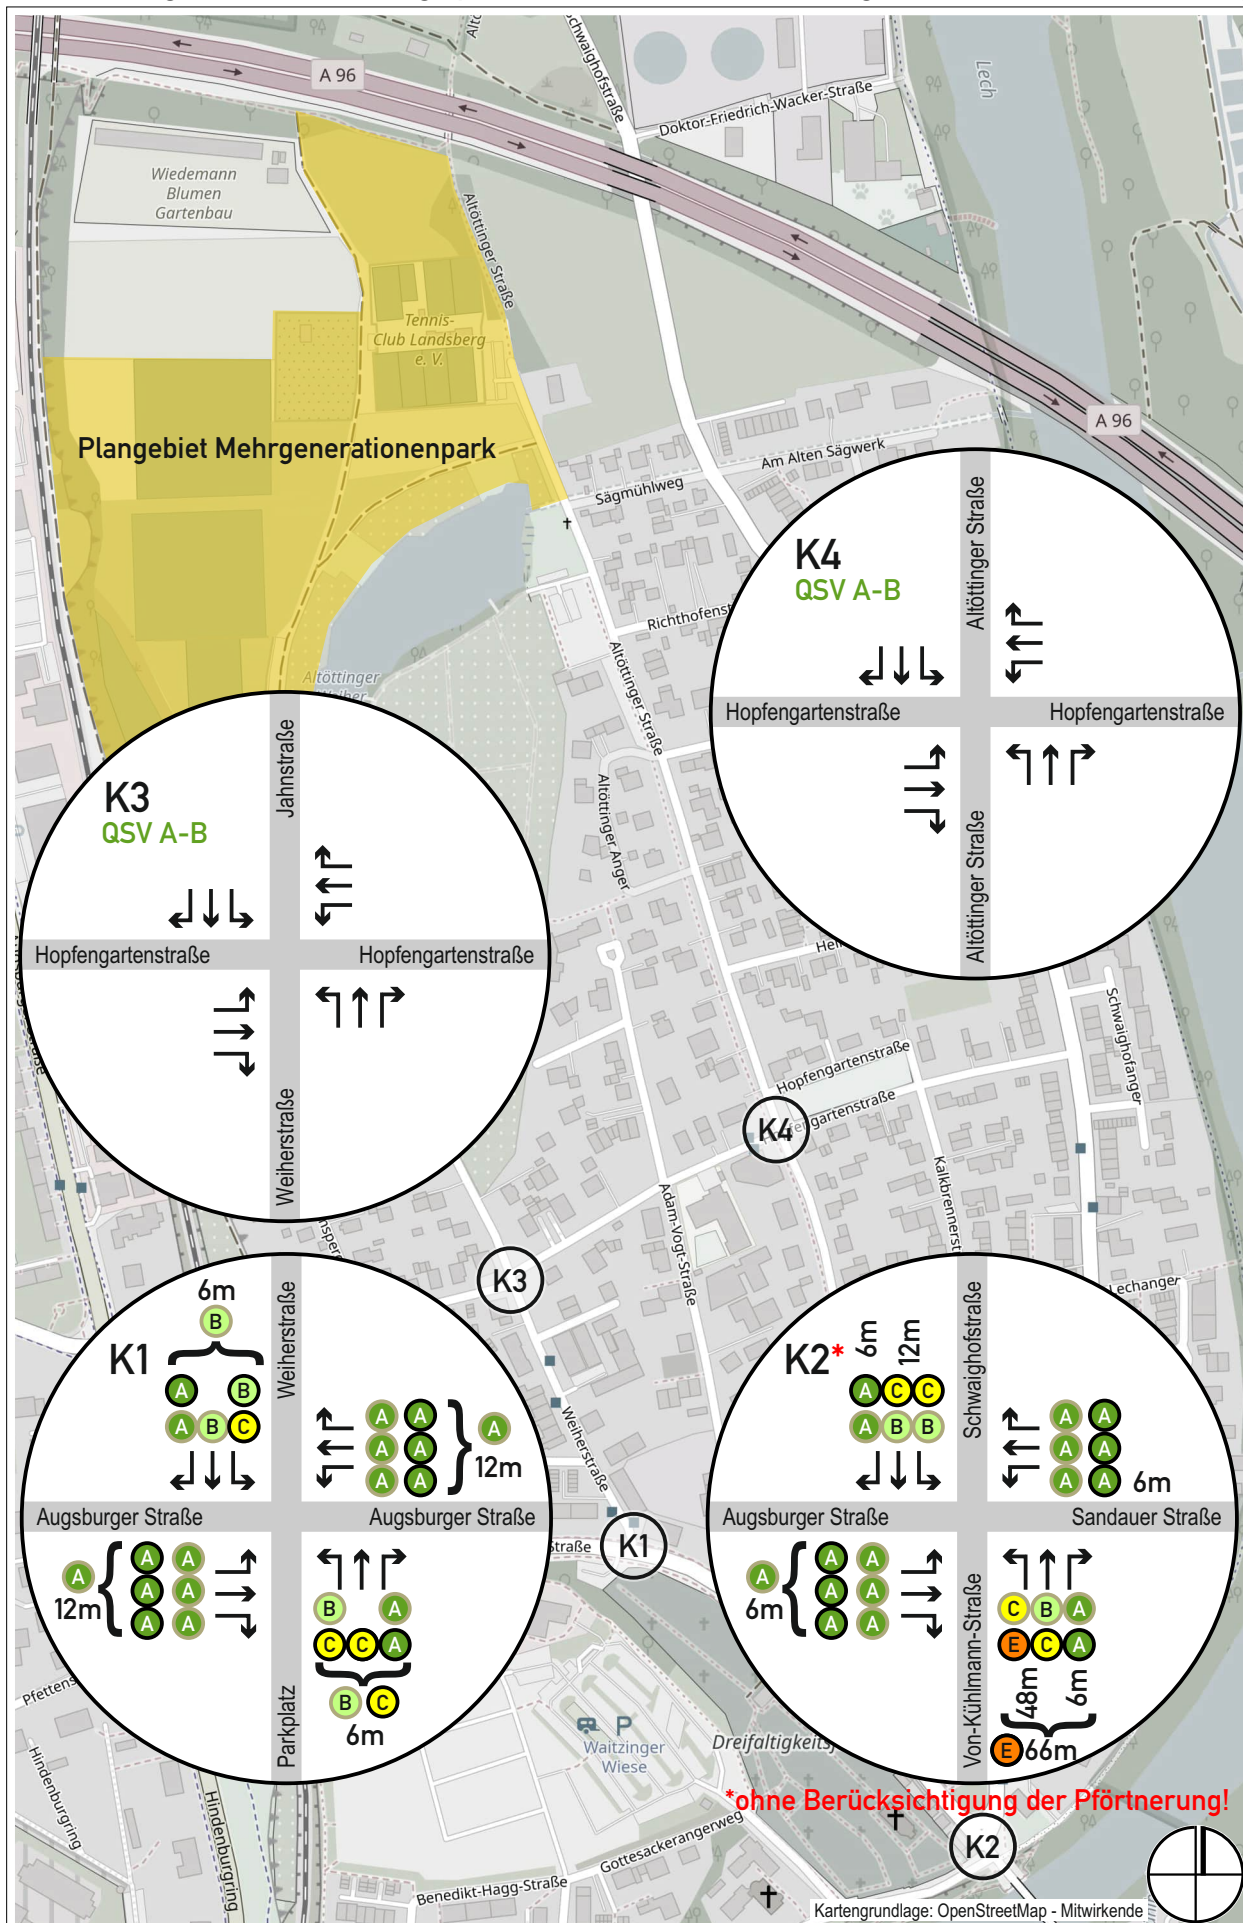 A 96
Doktor-Friedrich-Wacker-Straße
Lech
Wiedemann
Blumen
Gartenbau
Altöttinger Straße
Tennis-
Club Landsberg
e. V.
A 96
Plangebiet Mehrgenerationenpark
Am Alten Sägwerk
Sägmühlweg
K4
QSV A-B
Altöttinger Straße
Hopfengartenstraße
Hopfengartenstraße
Altöttinger Straße
Altöttinger
Altöttinger Straße
Altöttinger Anger
K3
QSV A-B
Jahnstraße
Hopfengartenstraße
Hopfengartenstraße
Weiherstraße
Schwaighofanger
Hopfengartenstraße
K4
Adam-Vogt-Straße
K3
Lechanger
Weiherstraße
K1
6m
B
A B
A B C
Weiherstraße
A A
A A
A A
A
12m
Augsburger Straße
Augsburger Straße
A
12m
A A
A A
A A
B A
C C A
B C
6m
Parkplatz
K1
K2*
6m
12m
A C C
A B B
Schwaighofstraße
A A
A A
A A
6m
Augsburger Straße
Sandauer Straße
A
6m
A A
A A
A A
C B A
E C A
48m
6m
E 66m
Von-Kühlmann-Straße
*ohne Berücksichtigung der Pförtnerung!
P
Waitzinger
Wiese
Hindenburgring
Hindenburgring
Gottesackerangerweg
Benedikt-Hagg-Straße
K2
Kartengrundlage: OpenStreetMap - Mitwirkende